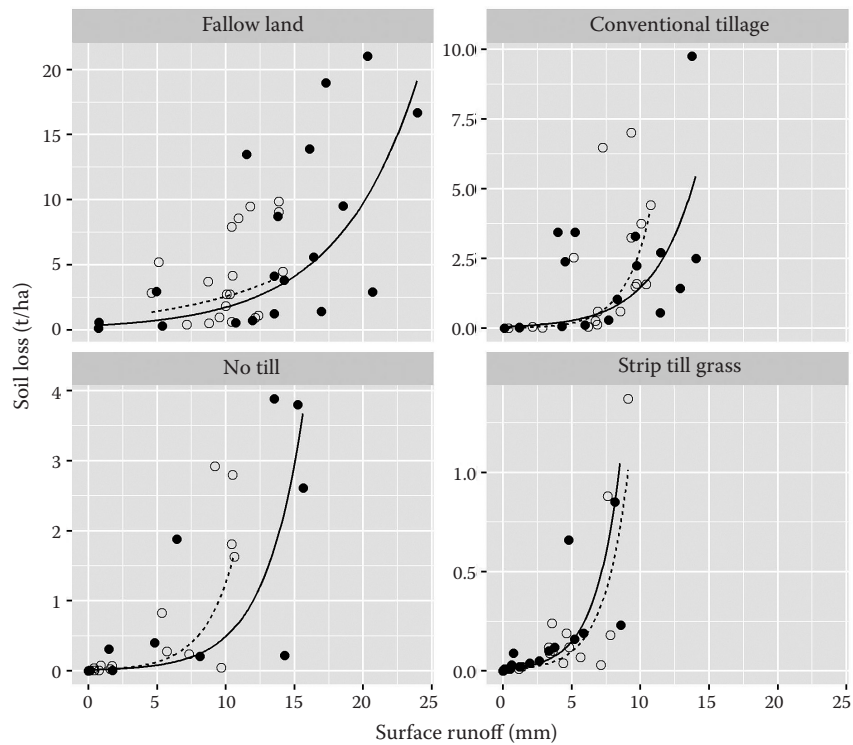 Fallow land
Conventional tillage
20
15
10
5
0
10.0
7.5
5.0
2.5
0.0
Soil loss (t/ha)
No till
Strip till grass
4
3
2
1
0
1.0
0.5
0.0
0 5 10 15 20 25
0 5 10 15 20 25
Surface runoff (mm)